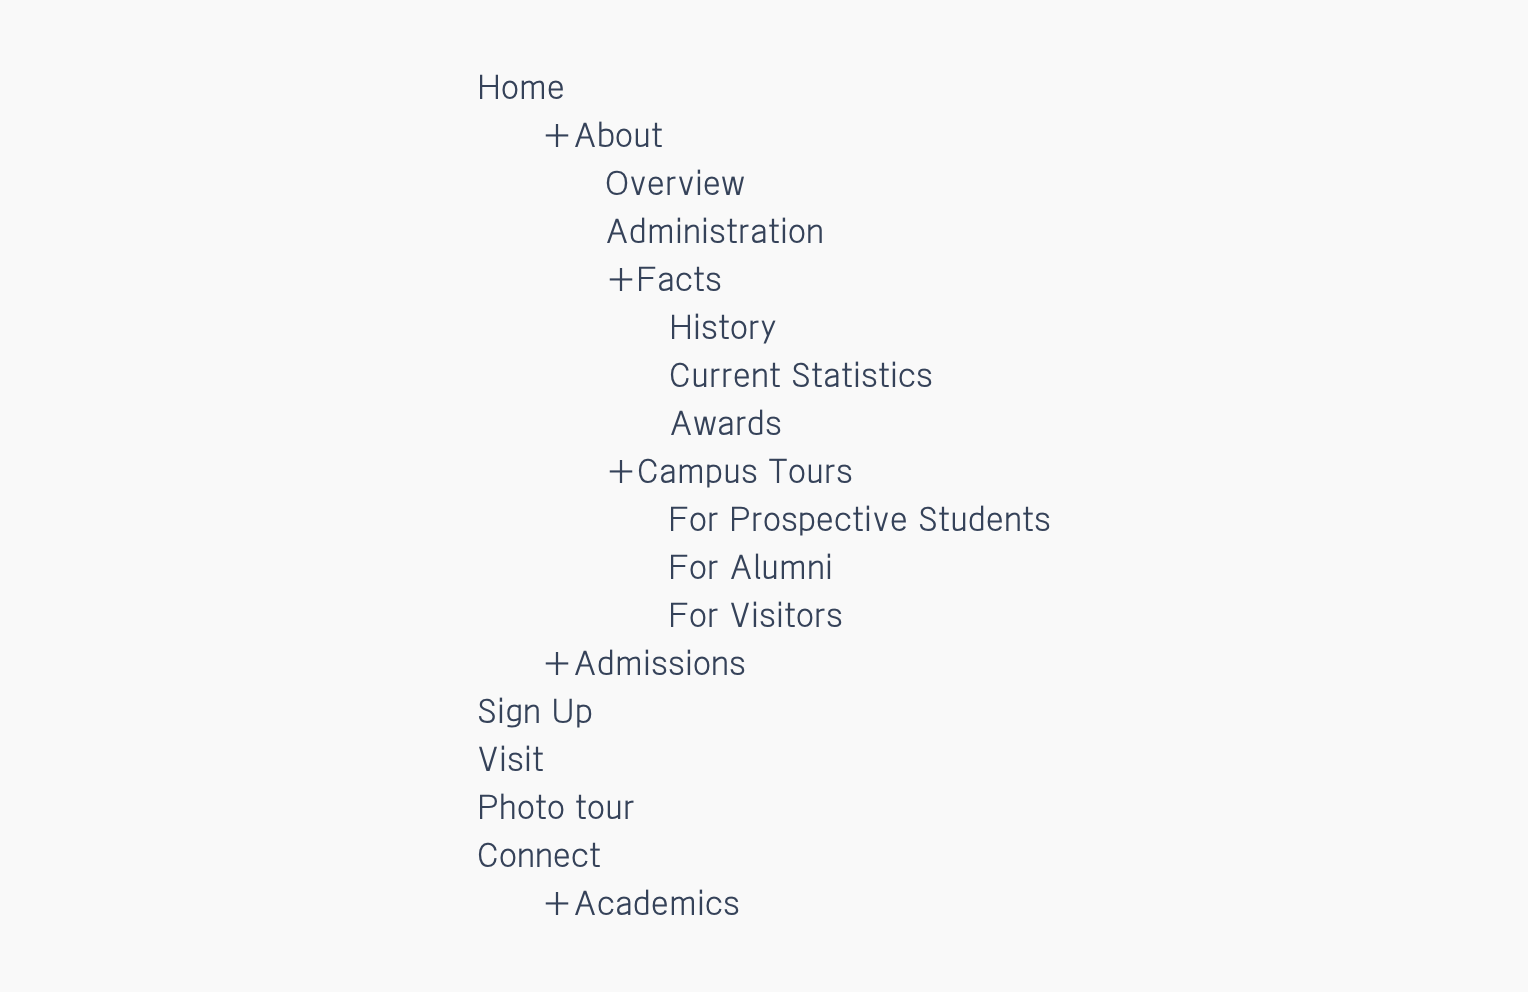 Home
+About
Overview
Administration
+Facts
History
Current Statistics
Awards
+Campus Tours
For Prospective Students
For Alumni
For Visitors
+Admissions
Sign Up
Visit
Photo tour
Connect
+Academics